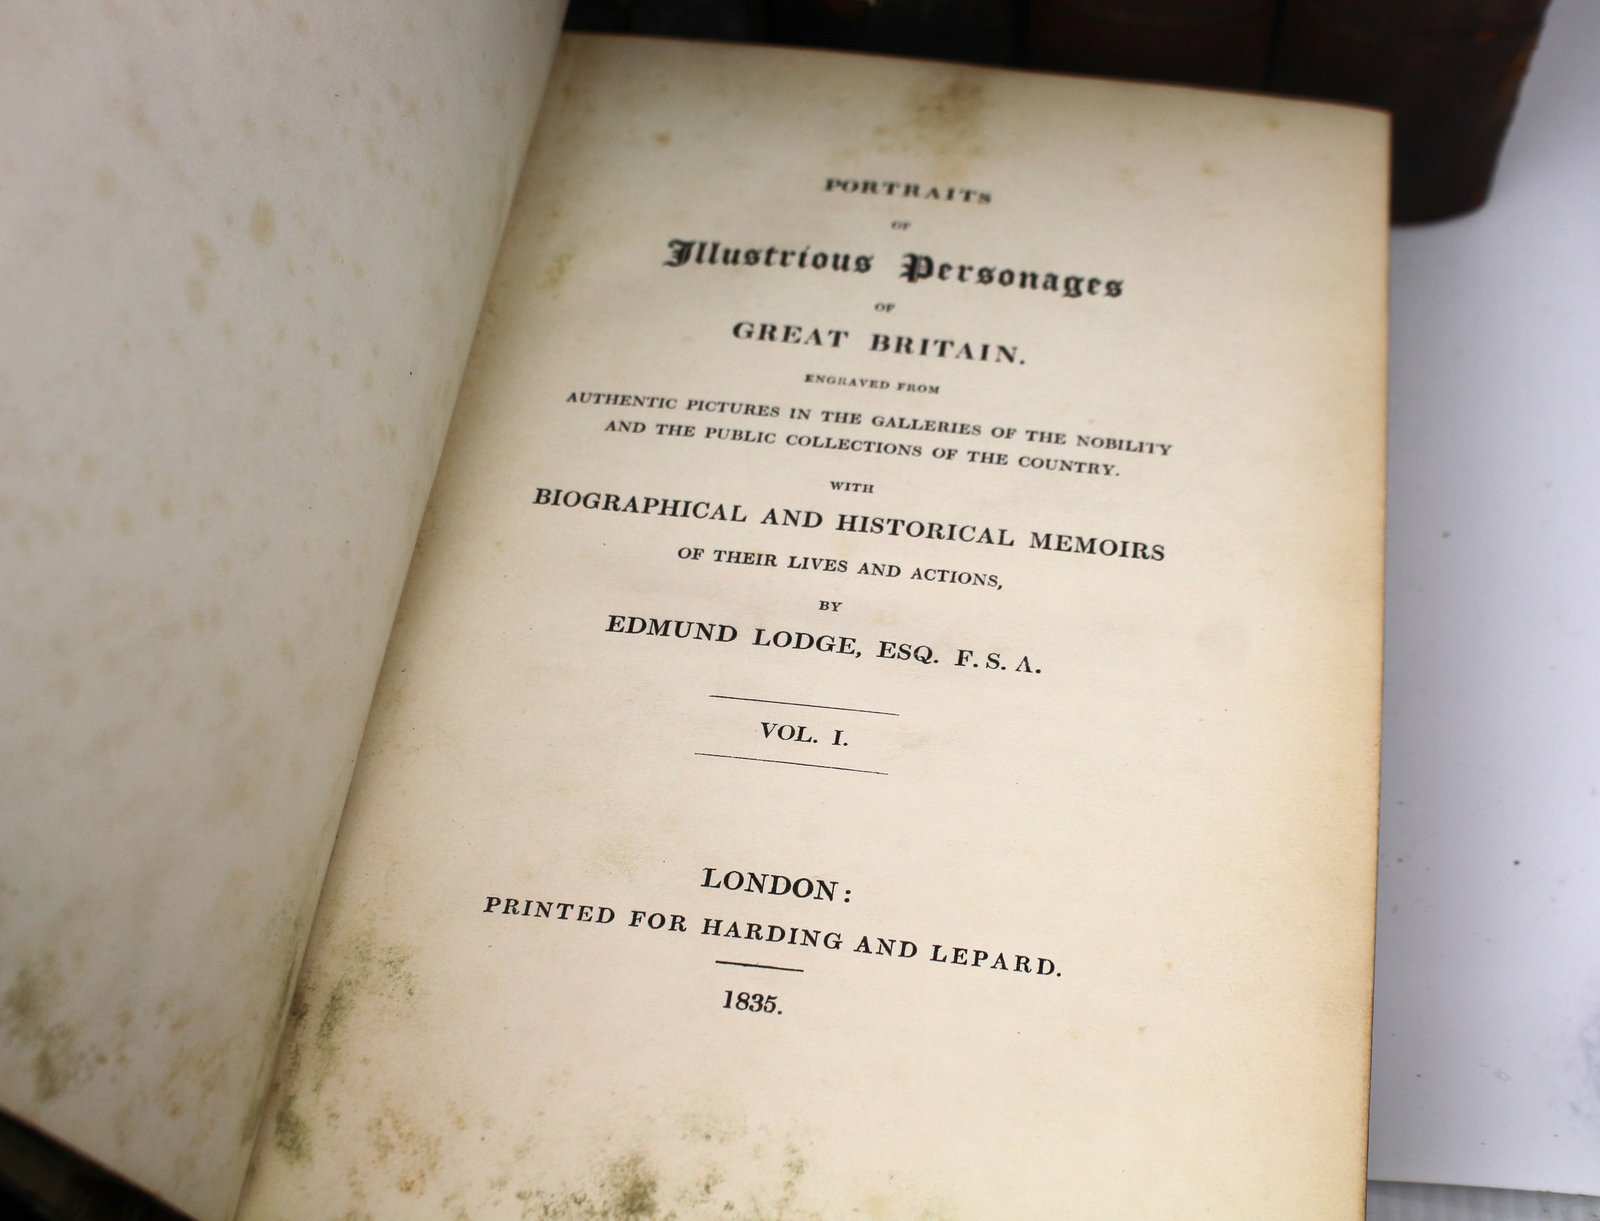 PORTRAITS
OF
Illustrious Personages
OF
GREAT BRITAIN.
ENGRAVED FROM
AUTHENTIC PICTURES IN THE GALLERIES OF THE NOBILITY
AND THE PUBLIC COLLECTIONS OF THE COUNTRY.
WITH
BIOGRAPHICAL AND HISTORICAL MEMOIRS
OF THEIR LIVES AND ACTIONS,
BY
EDMUND LODGE, ESQ. F. S. A.
VOL. I.
LONDON:
PRINTED FOR HARDING AND LEPARD.
1835.